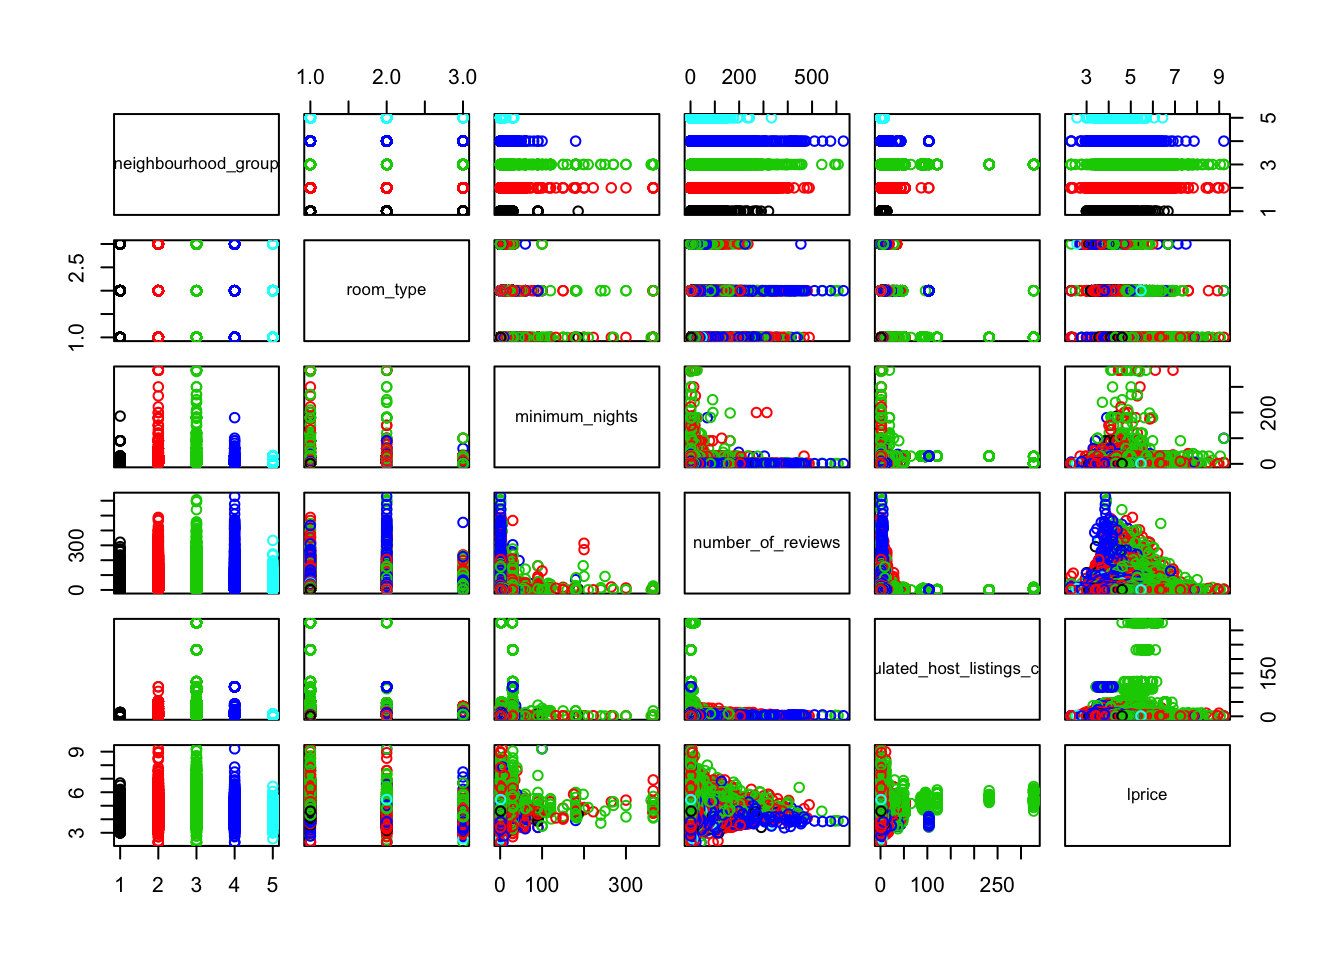 1.0 2.0 3.0 0 200 500 3 5 7 9
neighbourhood_group 1 3 5
1.0 2.5 room_type
minimum_nights 0 200
0 300 number_of_reviews
ulated_host_listings_c 0 150
3 6 9 lprice
1 2 3 4 5 0 100 300 0 100 250